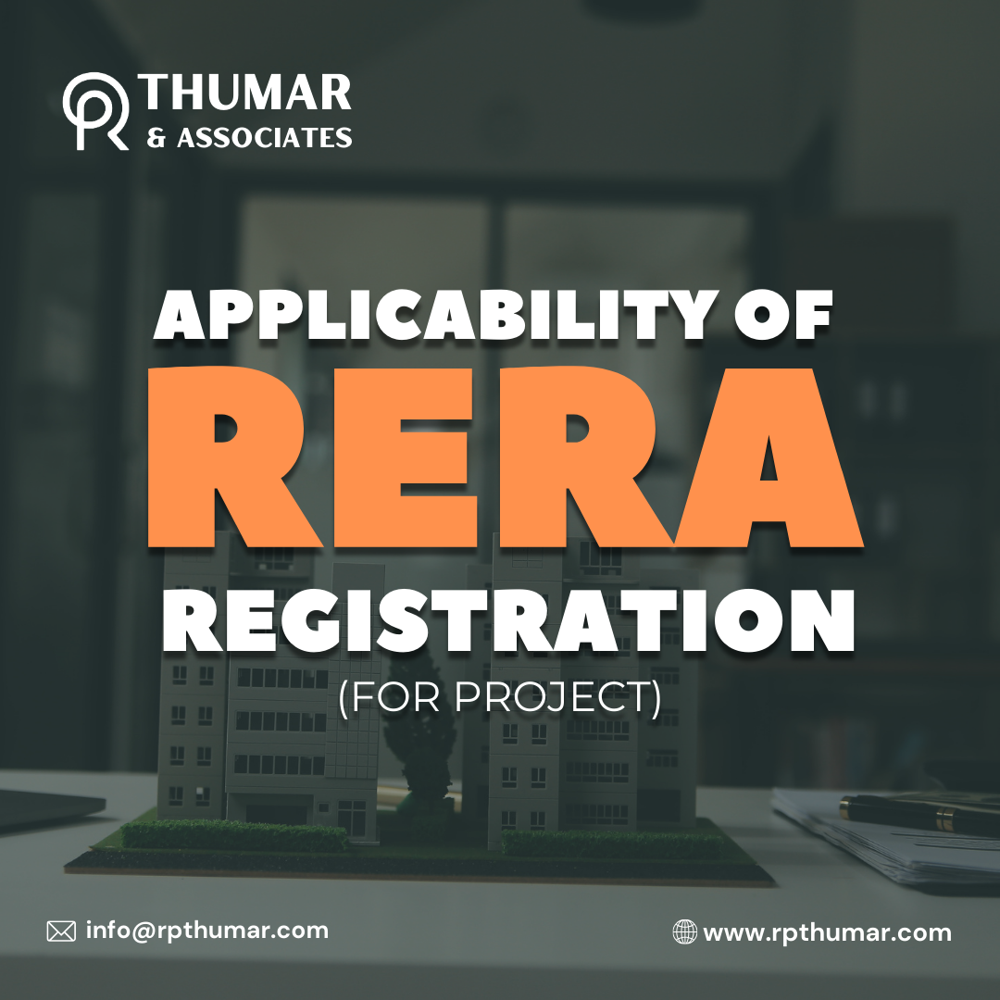 THUMAR
& ASSOCIATES
APPLICABILITY OF
RERA
REGISTRATION
(FOR PROJECT)
info@rpthumar.com
www.rpthumar.com